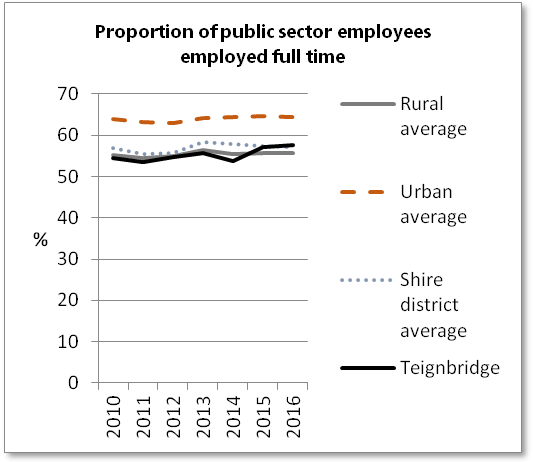 Proportion of public sector employees
employed full time
70
60
50
40
30
20
10
0
%
2010
2011
2012
2013
2014
2015
2016
Rural
average
Urban
average
Shire
district
average
Teignbridge